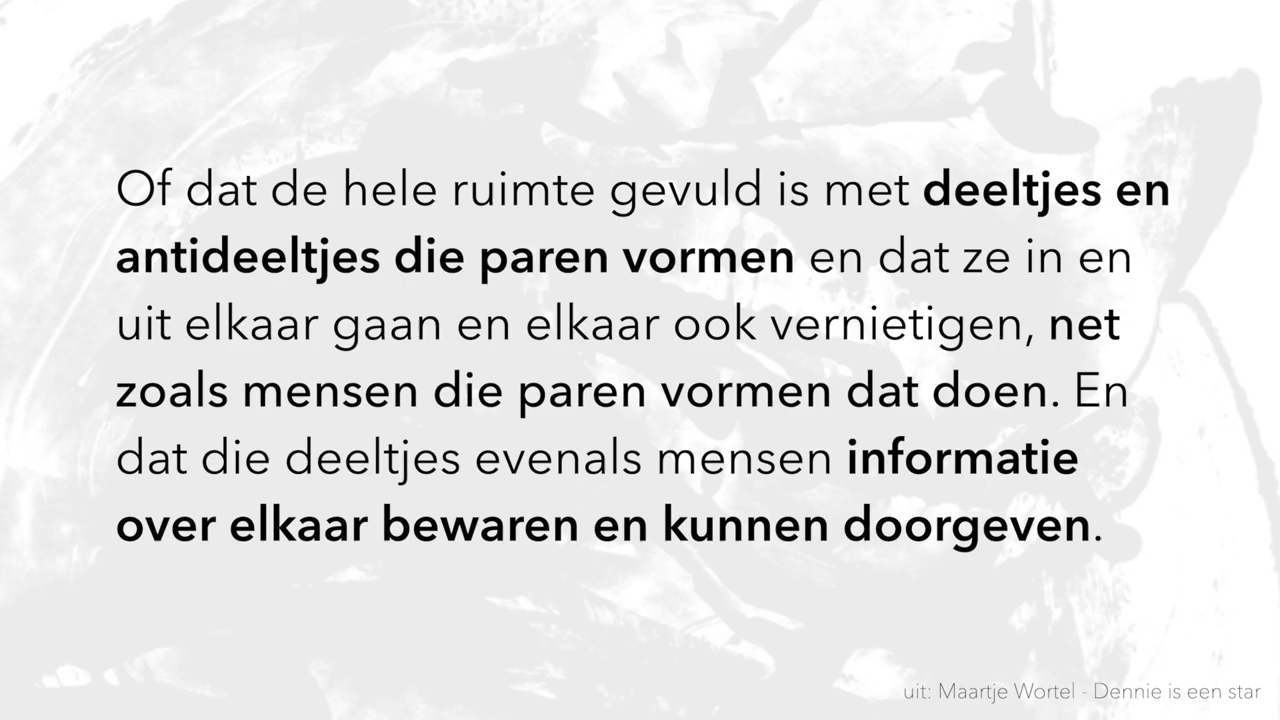 Of dat de hele ruimte gevuld is met deeltjes en
antideeltjes die paren vormen en dat ze in en
uit elkaar gaan en elkaar ook vernietigen, net
zoals mensen die paren vormen dat doen. En
dat die deeltjes evenals mensen informatie
over elkaar bewaren en kunnen doorgeven.
uit: Maartje Wortel - Dennie is een star